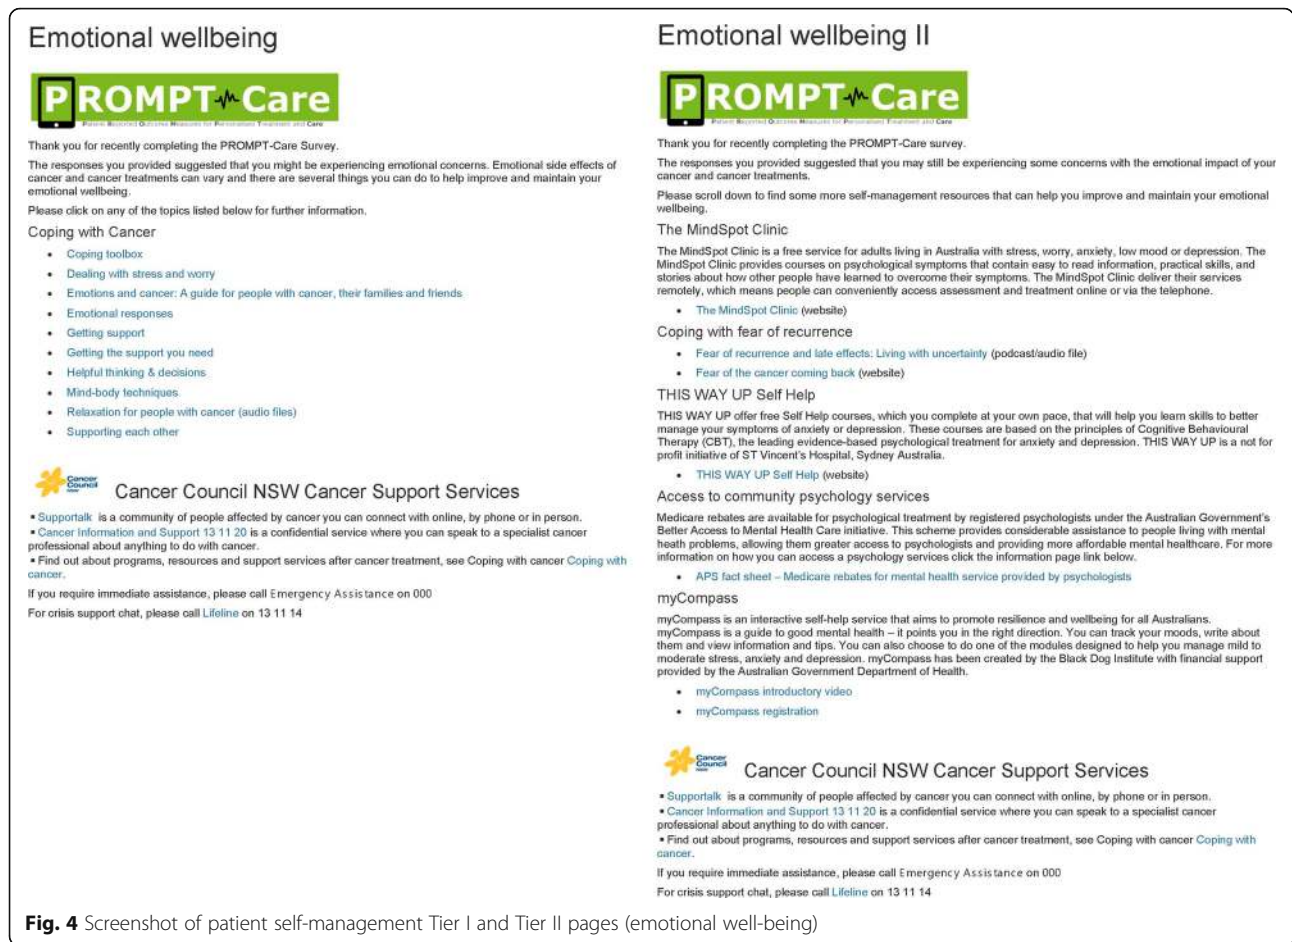 Emotional wellbeing
PROMPT Care
Patient Reported Outcome Measures for Personalised Treatment and Care
Thank you for recently completing the PROMPT-Care Survey.
The responses you provided suggested that you might be experiencing emotional concerns. Emotional side effects of
cancer and cancer treatments can vary and there are several things you can do to help improve and maintain your
emotional wellbeing.
Please click on any of the topics listed below for further information.
Coping with Cancer
• Coping toolbox
• Dealing with stress and worry
• Emotions and cancer: A guide for people with cancer, their families and friends
• Emotional responses
• Getting support
• Getting the support you need
• Helpful thinking & decisions
• Mind-body techniques
• Relaxation for people with cancer (audio files)
• Supporting each other
Cancer
Council
NSW
Cancer Council NSW Cancer Support Services
▪ Supportalk is a community of people affected by cancer you can connect with online, by phone or in person.
▪ Cancer Information and Support 13 11 20 is a confidential service where you can speak to a specialist cancer
professional about anything to do with cancer.
▪ Find out about programs, resources and support services after cancer treatment, see Coping with cancer Coping with
cancer.
If you require immediate assistance, please call Emergency Assistance on 000
For crisis support chat, please call Lifeline on 13 11 14
Emotional wellbeing II
PROMPT Care
Patient Reported Outcome Measures for Personalised Treatment and Care
Thank you for recently completing the PROMPT-Care survey.
The responses you provided suggested that you may still be experiencing some concerns with the emotional impact of your
cancer and cancer treatments.
Please scroll down to find some more self-management resources that can help you improve and maintain your emotional
wellbeing.
The MindSpot Clinic
The MindSpot Clinic is a free service for adults living in Australia with stress, worry, anxiety, low mood or depression. The
MindSpot Clinic provides courses on psychological symptoms that contain easy to read information, practical skills, and
stories about how other people have learned to overcome their symptoms. The MindSpot Clinic deliver their services
remotely, which means people can conveniently access assessment and treatment online or via the telephone.
• The MindSpot Clinic (website)
Coping with fear of recurrence
• Fear of recurrence and late effects: Living with uncertainty (podcast/audio file)
• Fear of the cancer coming back (website)
THIS WAY UP Self Help
THIS WAY UP offer free Self Help courses, which you complete at your own pace, that will help you learn skills to better
manage your symptoms of anxiety or depression. These courses are based on the principles of Cognitive Behavioural
Therapy (CBT), the leading evidence-based psychological treatment for anxiety and depression. THIS WAY UP is a not for
profit initiative of ST Vincent's Hospital, Sydney Australia.
• THIS WAY UP Self Help (website)
Access to community psychology services
Medicare rebates are available for psychological treatment by registered psychologists under the Australian Government's
Better Access to Mental Health Care initiative. This scheme provides considerable assistance to people living with mental
heath problems, allowing them greater access to psychologists and providing more affordable mental healthcare. For more
information on how you can access a psychology services click the information page link below.
• APS fact sheet – Medicare rebates for mental health service provided by psychologists
myCompass
myCompass is an interactive self-help service that aims to promote resilience and wellbeing for all Australians.
myCompass is a guide to good mental health – it points you in the right direction. You can track your moods, write about
them and view information and tips. You can also choose to do one of the modules designed to help you manage mild to
moderate stress, anxiety and depression. myCompass has been created by the Black Dog Institute with financial support
provided by the Australian Government Department of Health.
• myCompass introductory video
• myCompass registration
Cancer
Council
NSW
Cancer Council NSW Cancer Support Services
▪ Supportalk is a community of people affected by cancer you can connect with online, by phone or in person.
▪ Cancer Information and Support 13 11 20 is a confidential service where you can speak to a specialist cancer
professional about anything to do with cancer.
▪ Find out about programs, resources and support services after cancer treatment, see Coping with cancer Coping with
cancer.
If you require immediate assistance, please call Emergency Assistance on 000
For crisis support chat, please call Lifeline on 13 11 14
Fig. 4 Screenshot of patient self-management Tier I and Tier II pages (emotional well-being)